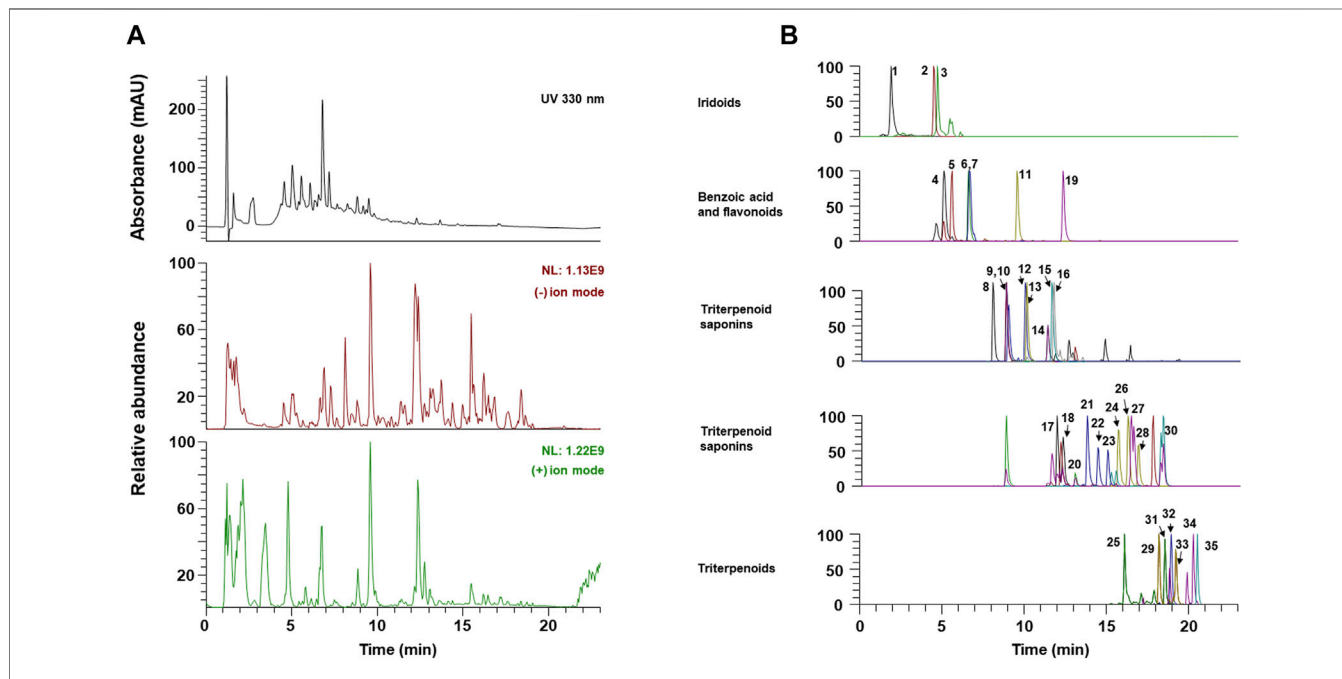 A
UV 330 nm
Absorbance (mAU)
200
100
0
NL: 1.13E9
(-) ion mode
100
60
20
NL: 1.22E9
(+) ion mode
100
60
20
Relative abundance
0 5 10 15 20
Time (min)
B
Iridoids
100
50
0
1 2 3
Benzoic acid
and flavonoids
100
50
0
4 5 6,7 11 19
Triterpenoid
saponins
100
50
0
8 9,10 12 13 14 15 16
Triterpenoid
saponins
100
50
0
17 18 20 21 22 23 24 26 27 28 30
Triterpenoids
100
50
0
25 29 31 32 33 34 35
0 5 10 15 20
Time (min)